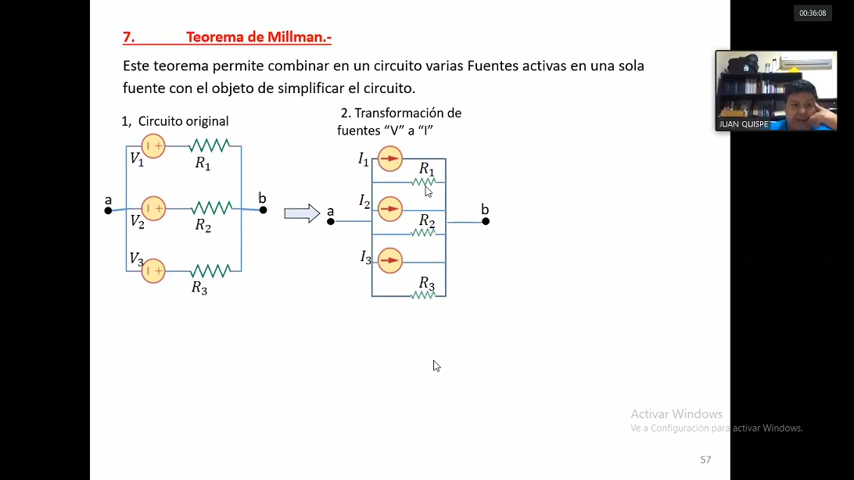 00:36:08
7. Teorema de Millman.-
Este teorema permite combinar en un circuito varias Fuentes activas en una sola
fuente con el objeto de simplificar el circuito.
JUAN QUISPE
1, Circuito original
2. Transformación de
fuentes “V” a “I”
V₁
R₁
a
b
V₂
R₂
V₃
R₃
I₁
R₁
I₂
a
b
R₂
I₃
R₃
Activar Windows
Ve a Configuración para activar Windows.
57